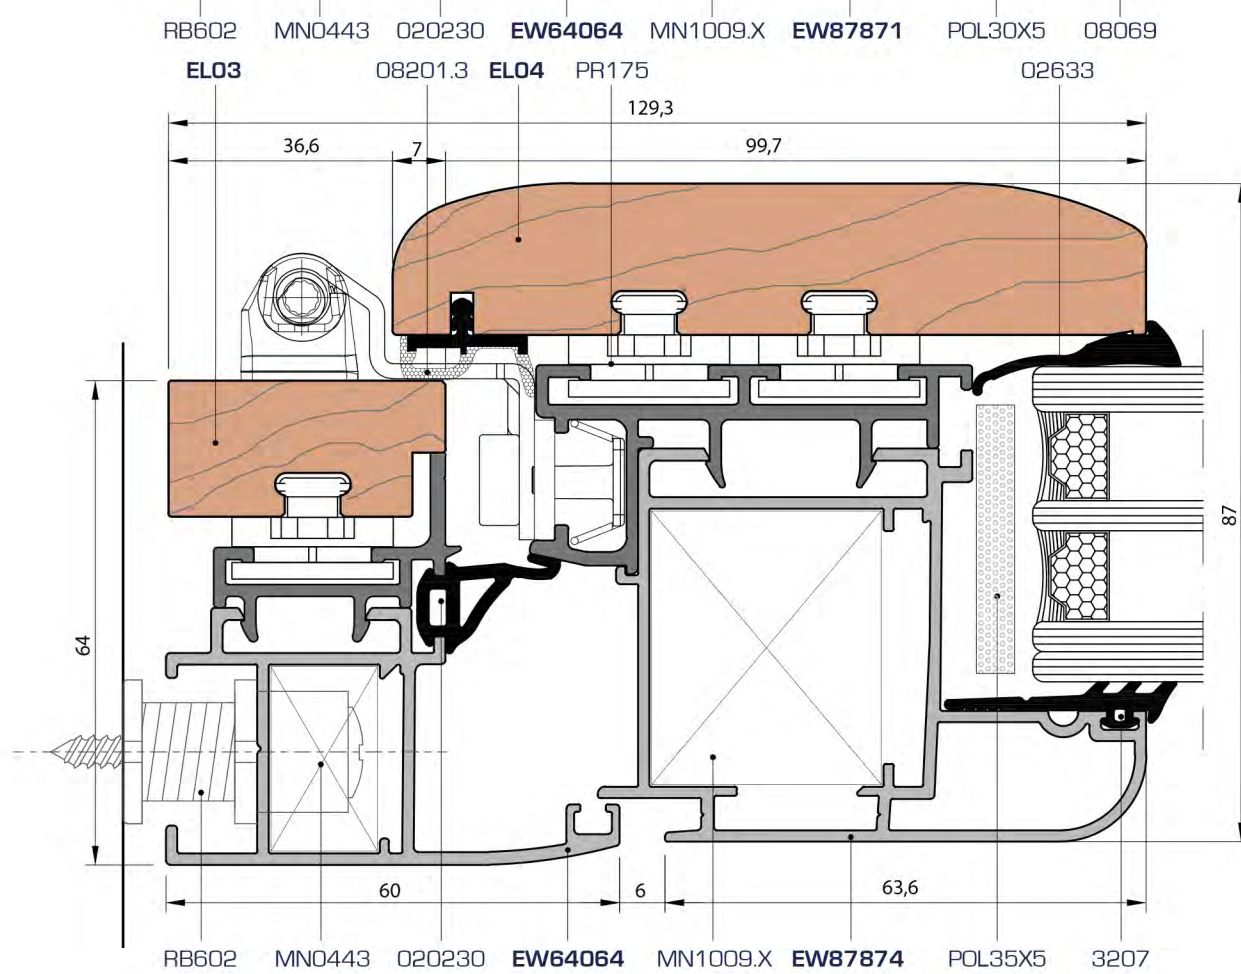 RB602 MN0443 020230 EW64064 MN1009.X EW87871 POL30X5 08069
EL03 08201.3 EL04 PR175 02633
129,3
36,6 7 99,7
87
64
60 6 63,6
RB602 MN0443 020230 EW64064 MN1009.X EW87874 POL35X5 3207